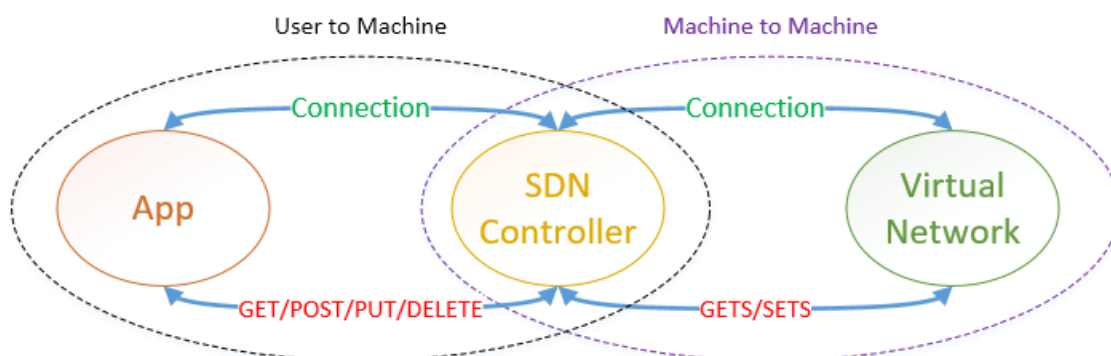 User to Machine
Machine to Machine
Connection
Connection
App
SDN
Controller
Virtual
Network
GET/POST/PUT/DELETE
GETS/SETS